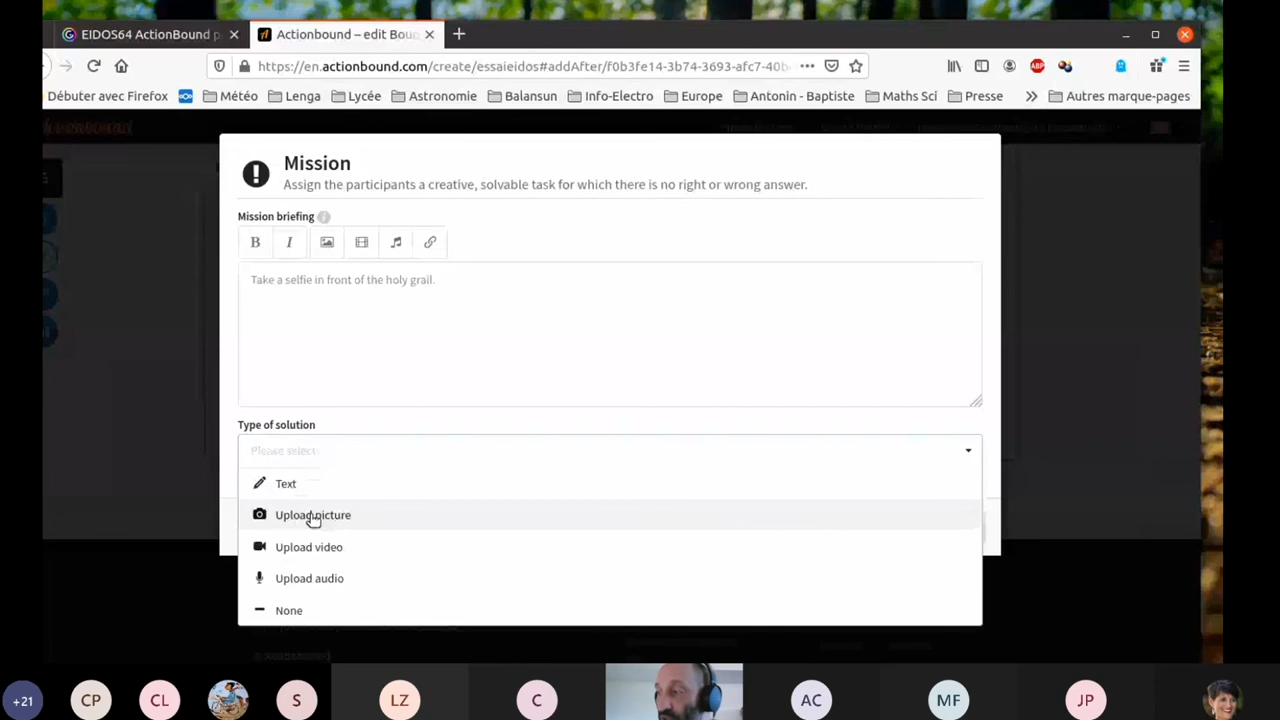 EIDOS64 ActionBound p
Actionbound – edit Bou
https://en.actionbound.com/create/essaieidos#addAfter/f0b3fe14-3b74-3693-afc7-40b
ABP
Débuter avec Firefox
Météo
Lenga
Lycée
Astronomie
Balansun
Info-Electro
Europe
Antonin - Baptiste
Maths Sci
Presse
Autres marque-pages
Mission
Assign the participants a creative, solvable task for which there is no right or wrong answer.
Mission briefing
B I
Take a selfie in front of the holy grail.
Type of solution
Please select
Text
Upload picture
Upload video
Upload audio
None
+21
CP
CL
S
LZ
C
AC
MF
JP